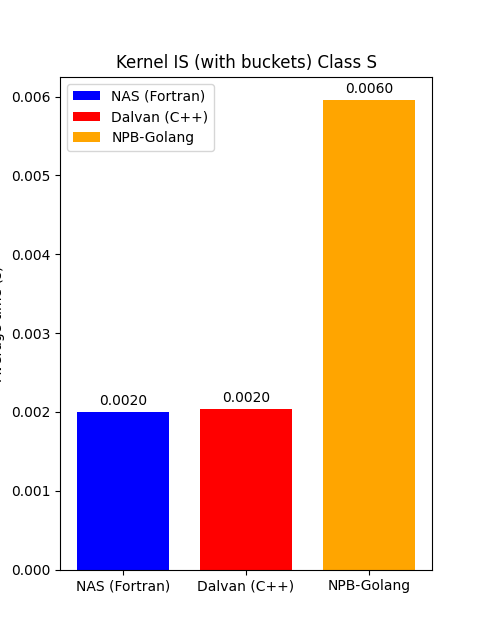 Kernel IS (with buckets) Class S
NAS (Fortran)
Dalvan (C++)
NPB-Golang
0.006
0.005
0.004
0.003
0.002
0.001
0.000
0.0020
0.0020
0.0060
NAS (Fortran)
Dalvan (C++)
NPB-Golang